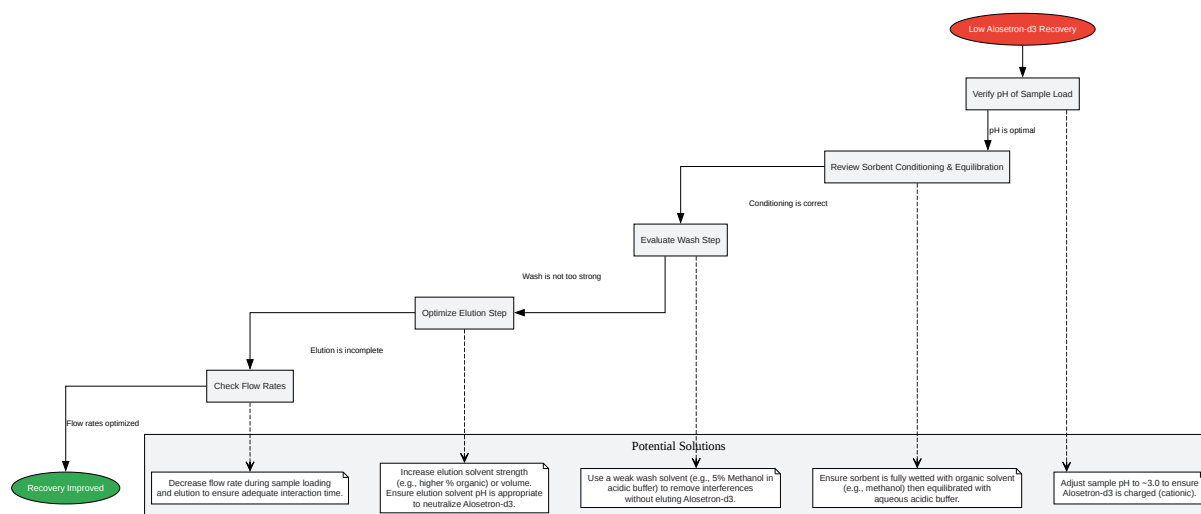 Low Alosetron-d3 Recovery
Verify pH of Sample Load
pH is optimal
Review Sorbent Conditioning & Equilibration
Conditioning is correct
Evaluate Wash Step
Wash is not too strong
Optimize Elution Step
Elution is incomplete
Check Flow Rates
Flow rates optimized
Recovery Improved
Potential Solutions
Decrease flow rate during sample loading
and elution to ensure adequate interaction time.
Increase elution solvent strength
(e.g., higher % organic) or volume.
Ensure elution solvent pH is appropriate
to neutralize Alosetron-d3.
Use a weak wash solvent (e.g., 5% Methanol in
acidic buffer) to remove interferences
without eluting Alosetron-d3.
Ensure sorbent is fully wetted with organic solvent
(e.g., methanol) then equilibrated with
aqueous acidic buffer.
Adjust sample pH to ~3.0 to ensure
Alosetron-d3 is charged (cationic).